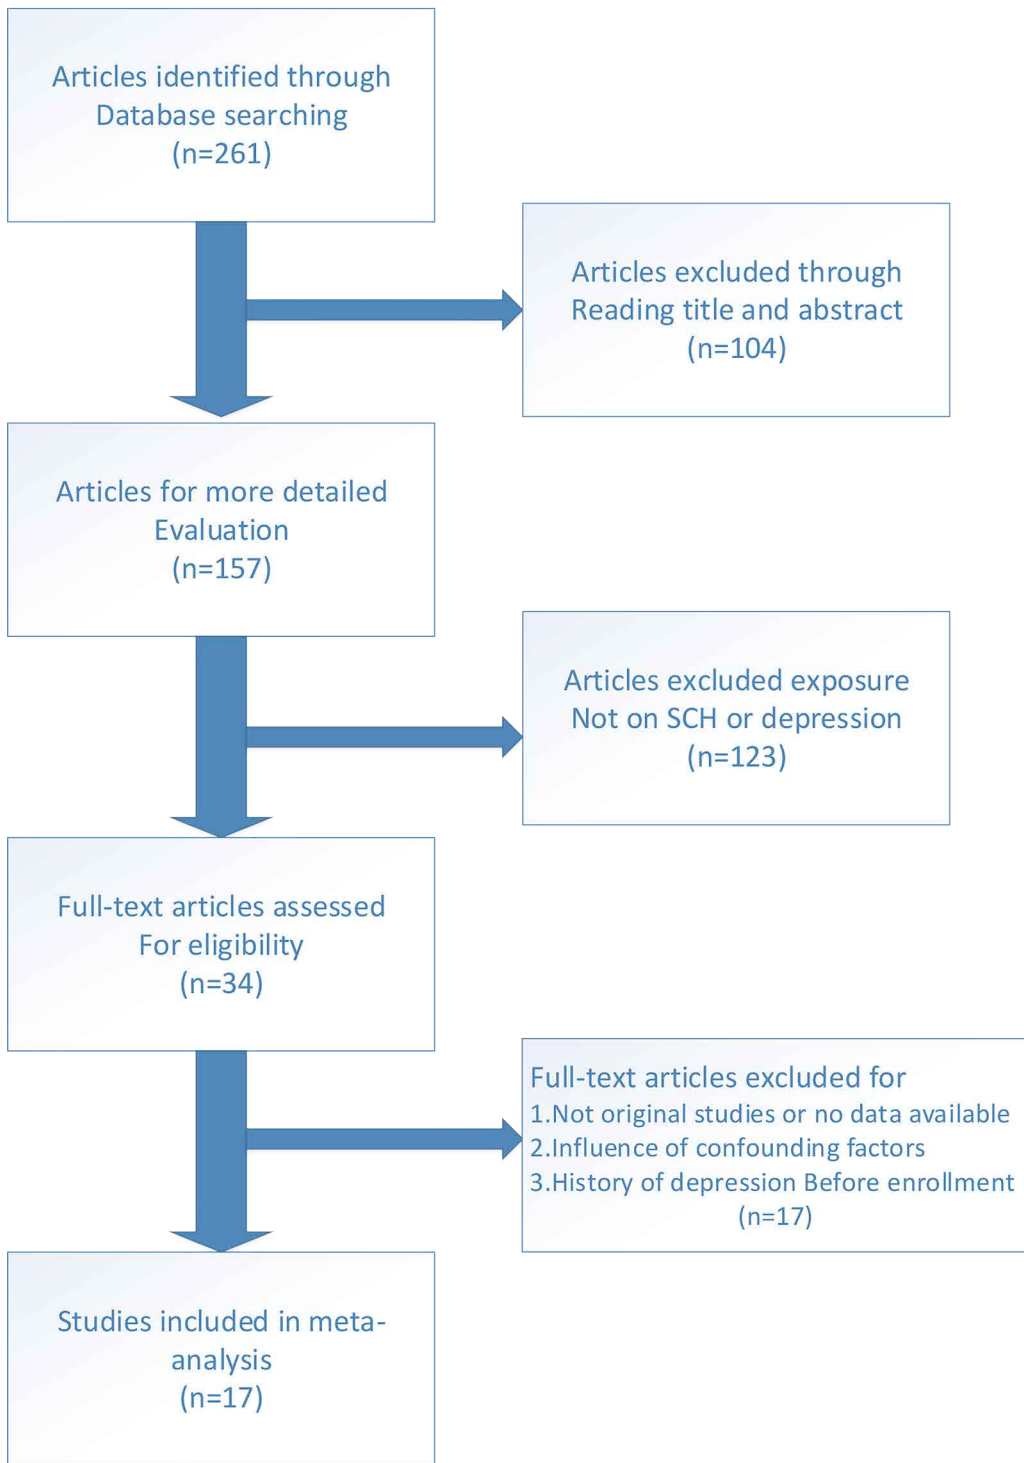 Articles identified through
Database searching
(n=261)
Articles excluded through
Reading title and abstract
(n=104)
Articles for more detailed
Evaluation
(n=157)
Articles excluded exposure
Not on SCH or depression
(n=123)
Full-text articles assessed
For eligibility
(n=34)
Full-text articles excluded for
1.Not original studies or no data available
2.Influence of confounding factors
3.History of depression Before enrollment
(n=17)
Studies included in meta-
analysis
(n=17)